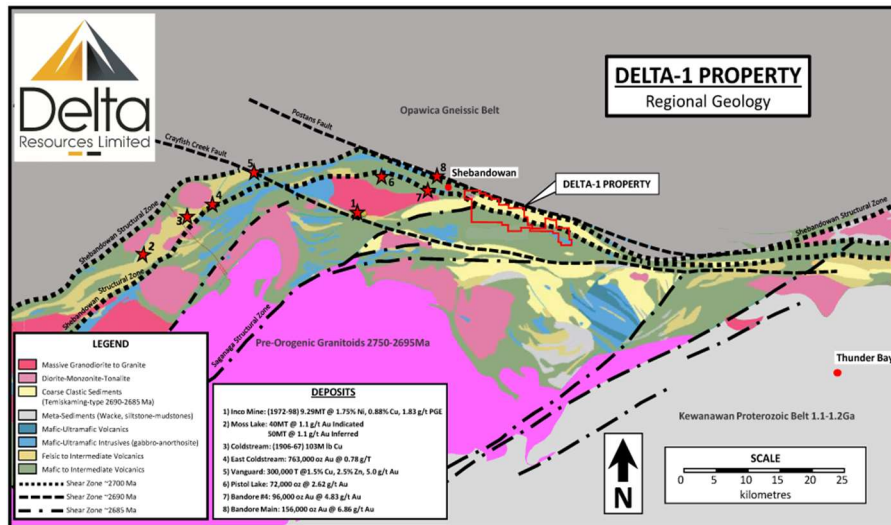 Delta
Resources Limited
DELTA-1 PROPERTY
Regional Geology
Opawica Gneissic Belt
Postans Fault
Crayfish Creek Fault
Shebandowan
DELTA-1 PROPERTY
5
8
6
7
4
3
1
2
Shebandowan Structural Zone
Shebandowan Structural Zone
Shebandowan Structural Zone
Saganaga Structural Zone
Pre-Orogenic Granitoids 2750-2695Ma
Thunder Bay
Kewanawan Proterozoic Belt 1.1-1.2Ga
LEGEND
Massive Granodiorite to Granite
Diorite-Monzonite-Tonalite
Coarse Clastic Sediments
(Temiskaming-type 2690-2685 Ma)
Meta-Sediments (Wacke, siltstone-mudstones)
Mafic-Ultramafic Volcanics
Mafic-Ultramafic Intrusives (gabbro-anorthosite)
Felsic to Intermediate Volcanics
Mafic to Intermediate Volcanics
Shear Zone ~2700 Ma
Shear Zone ~2690 Ma
Shear Zone ~2685 Ma
DEPOSITS
1) Inco Mine: (1972-98) 9.29MT @ 1.75% Ni, 0.88% Cu, 1.83 g/t PGE
2) Moss Lake: 40MT @ 1.1 g/t Au Indicated
50MT @ 1.1 g/t Au Inferred
3) Coldstream: (1906-67) 103M lb Cu
4) East Coldstream: 763,000 oz Au @ 0.78 g/T
5) Vanguard: 300,000 T @1.5% Cu, 2.5% Zn, 5.0 g/t Au
6) Pistol Lake: 72,000 oz @ 2.62 g/t Au
7) Bandore #4: 96,000 oz Au @ 4.83 g/t Au
8) Bandore Main: 156,000 oz Au @ 6.86 g/t Au
N
SCALE
0 5 10 15 20 25
kilometres